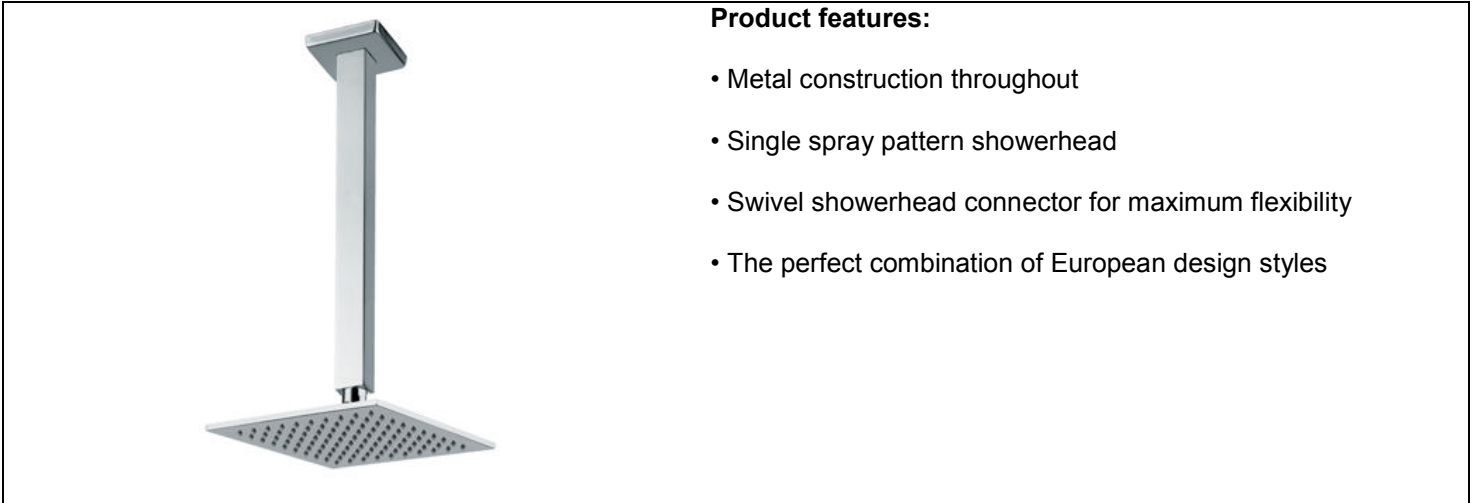 Product features:
• Metal construction throughout
• Single spray pattern showerhead
• Swivel showerhead connector for maximum flexibility
• The perfect combination of European design styles